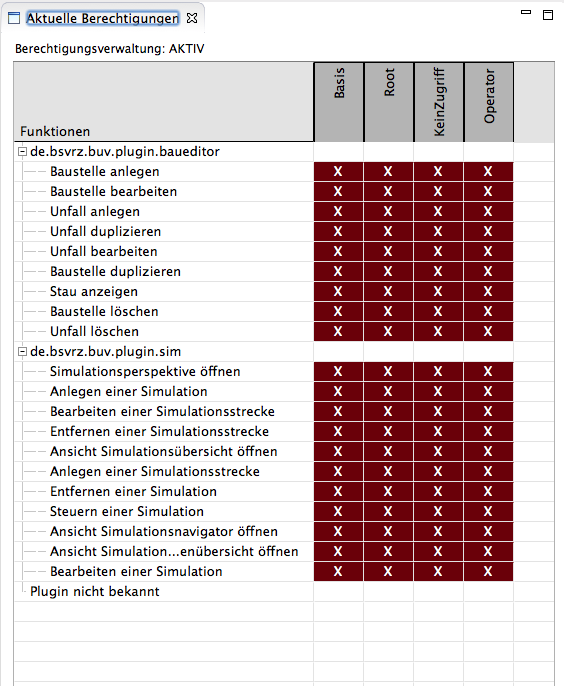 Aktuelle Berechtigungen
Berechtigungsverwaltung: AKTIV
Funktionen Basis Root KeinZugriff Operator
de.bsvrz.buv.plugin.baueditor
Baustelle anlegen X X X X
Baustelle bearbeiten X X X X
Unfall anlegen X X X X
Unfall duplizieren X X X X
Unfall bearbeiten X X X X
Baustelle duplizieren X X X X
Stau anzeigen X X X X
Baustelle löschen X X X X
Unfall löschen X X X X
de.bsvrz.buv.plugin.sim
Simulationsperspektive öffnen X X X X
Anlegen einer Simulation X X X X
Bearbeiten einer Simulationsstrecke X X X X
Entfernen einer Simulationsstrecke X X X X
Ansicht Simulationsübersicht öffnen X X X X
Anlegen einer Simulationsstrecke X X X X
Entfernen einer Simulation X X X X
Steuern einer Simulation X X X X
Ansicht Simulationsnavigator öffnen X X X X
Ansicht Simulation...enübersicht öffnen X X X X
Bearbeiten einer Simulation X X X X
Plugin nicht bekannt